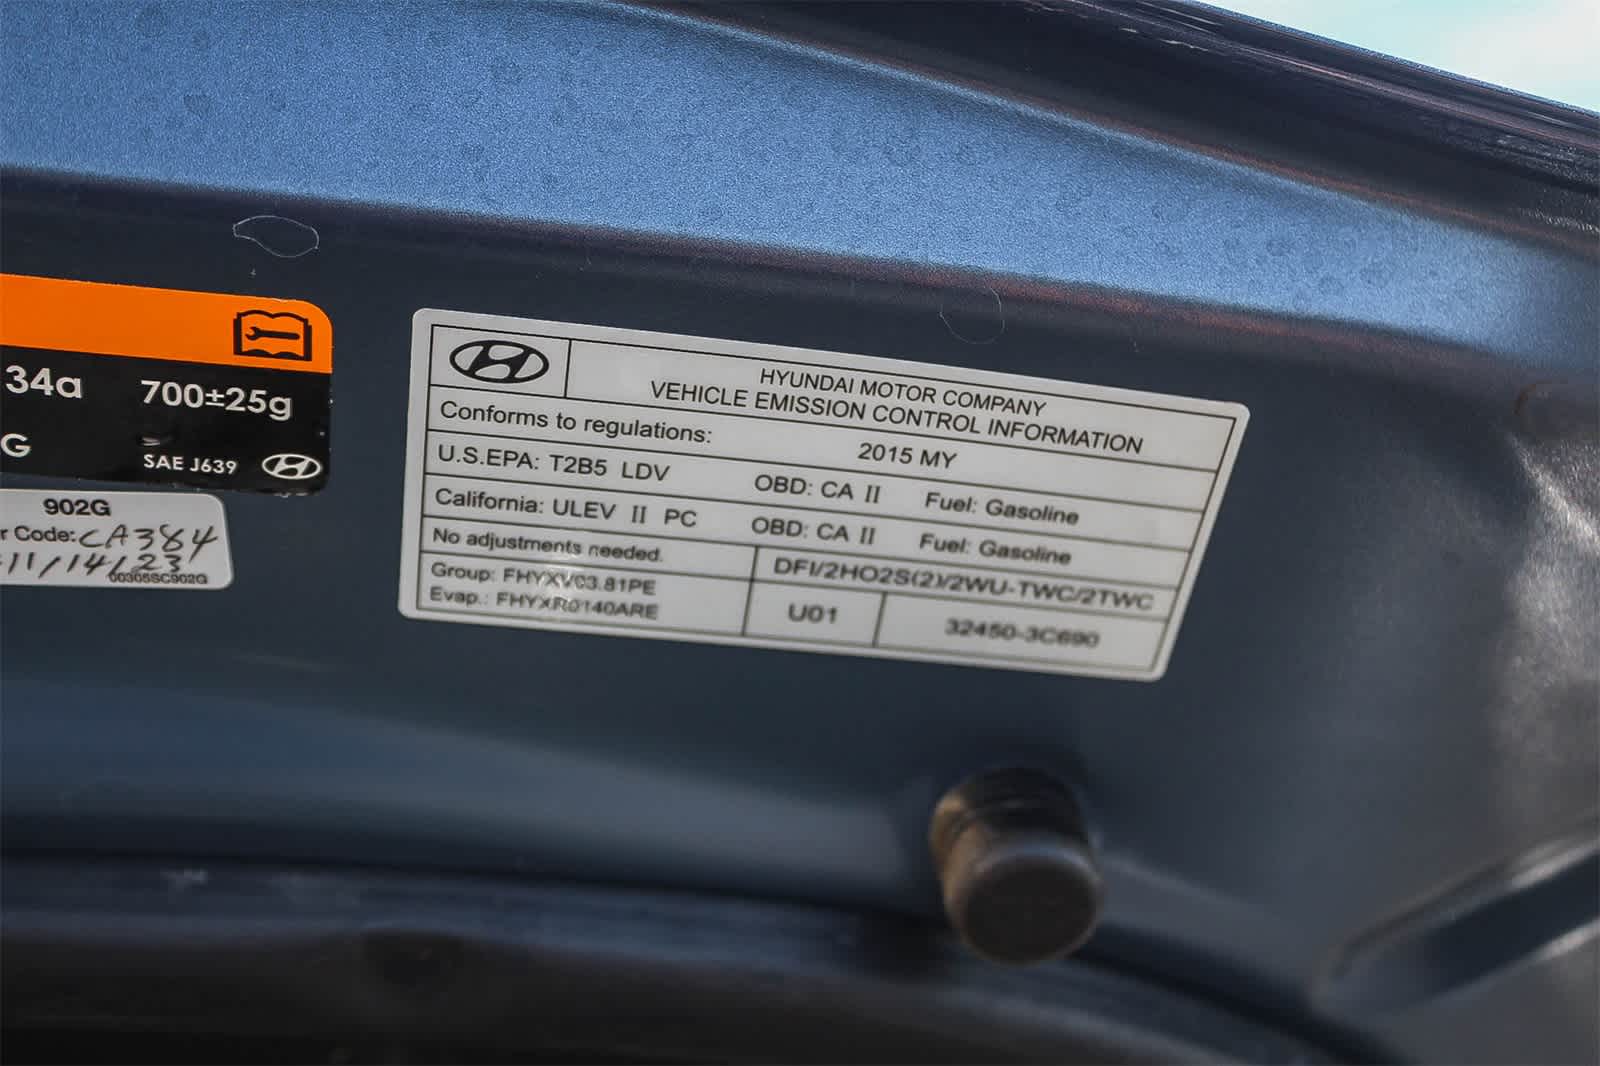 34a 700±25g
G SAE J639
902G
r Code: CA384
11/14/23
00305SC902G
HYUNDAI MOTOR COMPANY
VEHICLE EMISSION CONTROL INFORMATION
Conforms to regulations: 2015 MY
U.S.EPA: T2B5 LDV OBD: CA II Fuel: Gasoline
California: ULEV II PC OBD: CA II Fuel: Gasoline
No adjustments needed. DFI/2HO2S(2)/2WU-TWC/2TWC
Group: FHYXV03.81PE
Evap.: FHYXR0140ARE
U01 32450-3C690